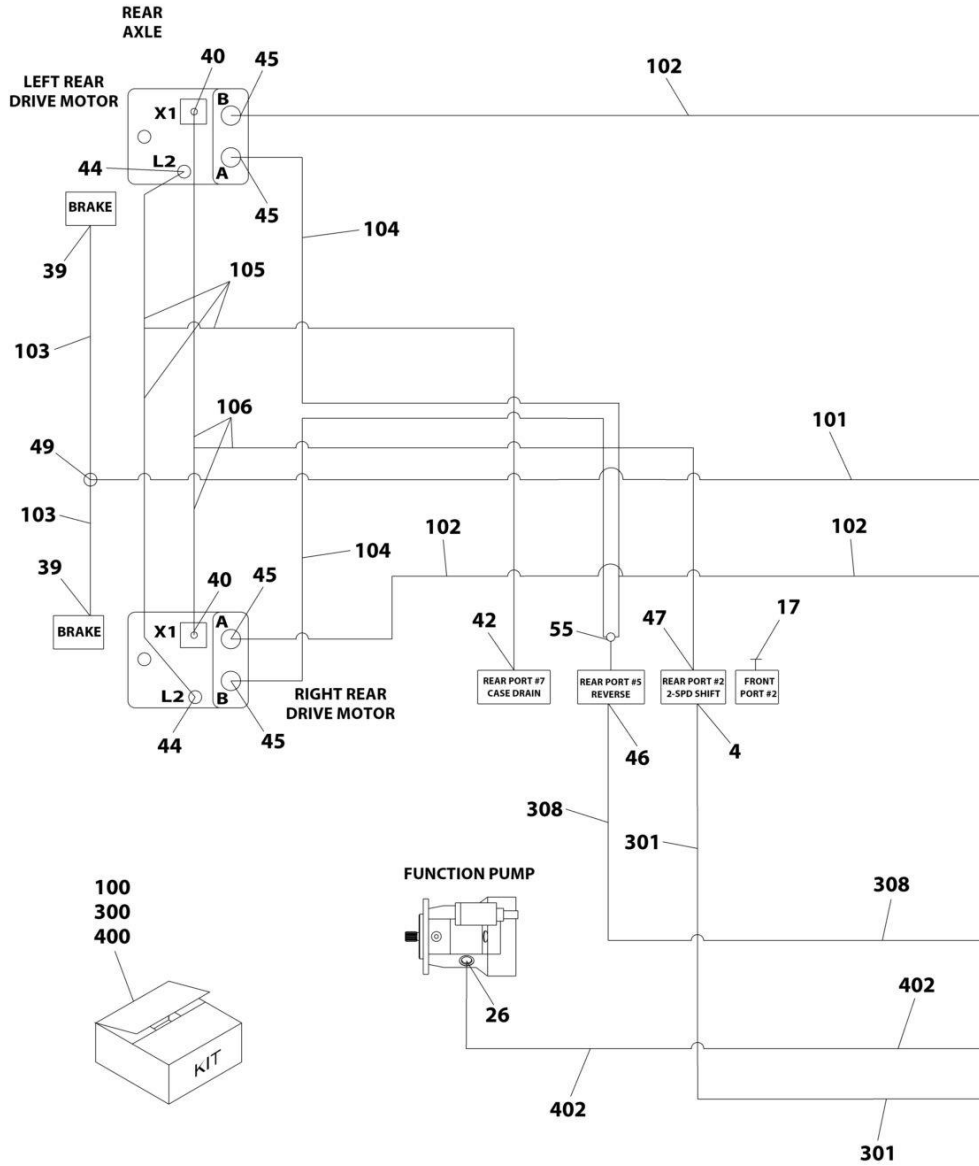 REAR
AXLE
40
45
102
LEFT REAR
DRIVE MOTOR
X1
B
L2
A
44
45
BRAKE
104
39
105
103
106
101
49
103
104
102
102
39
40
45
17
BRAKE
X1
A
42
55
47
REAR PORT #7
CASE DRAIN
REAR PORT #5
REVERSE
REAR PORT #2
2-SPD SHIFT
FRONT
PORT #2
L2
B
RIGHT REAR
DRIVE MOTOR
44
45
46
4
308
301
FUNCTION PUMP
100
300
400
308
26
402
KIT
402
301